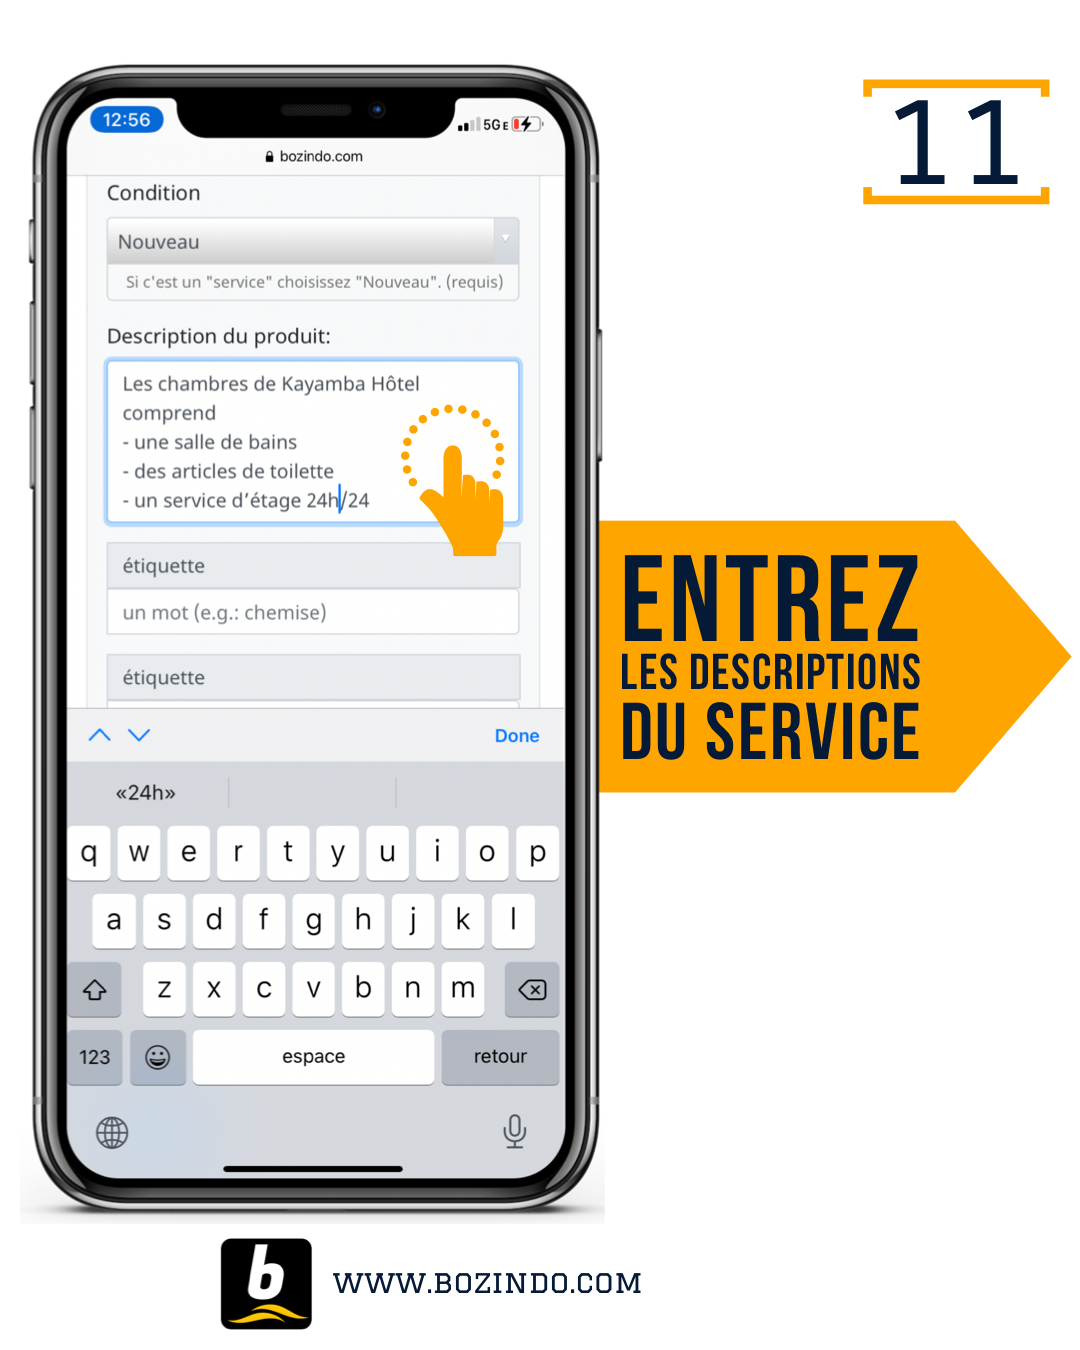 12:56
5GE
bozindo.com
11
Condition
Nouveau
Si c'est un "service" choisissez "Nouveau". (requis)
Description du produit:
Les chambres de Kayamba Hôtel
comprend
- une salle de bains
- des articles de toilette
- un service d’étage 24h/24
étiquette
un mot (e.g.: chemise)
étiquette
ENTREZ
LES DESCRIPTIONS
DU SERVICE
Done
«24h»
q w e r t y u i o p
a s d f g h j k l
z x c v b n m
123 espace retour
b
WWW.BOZINDO.COM